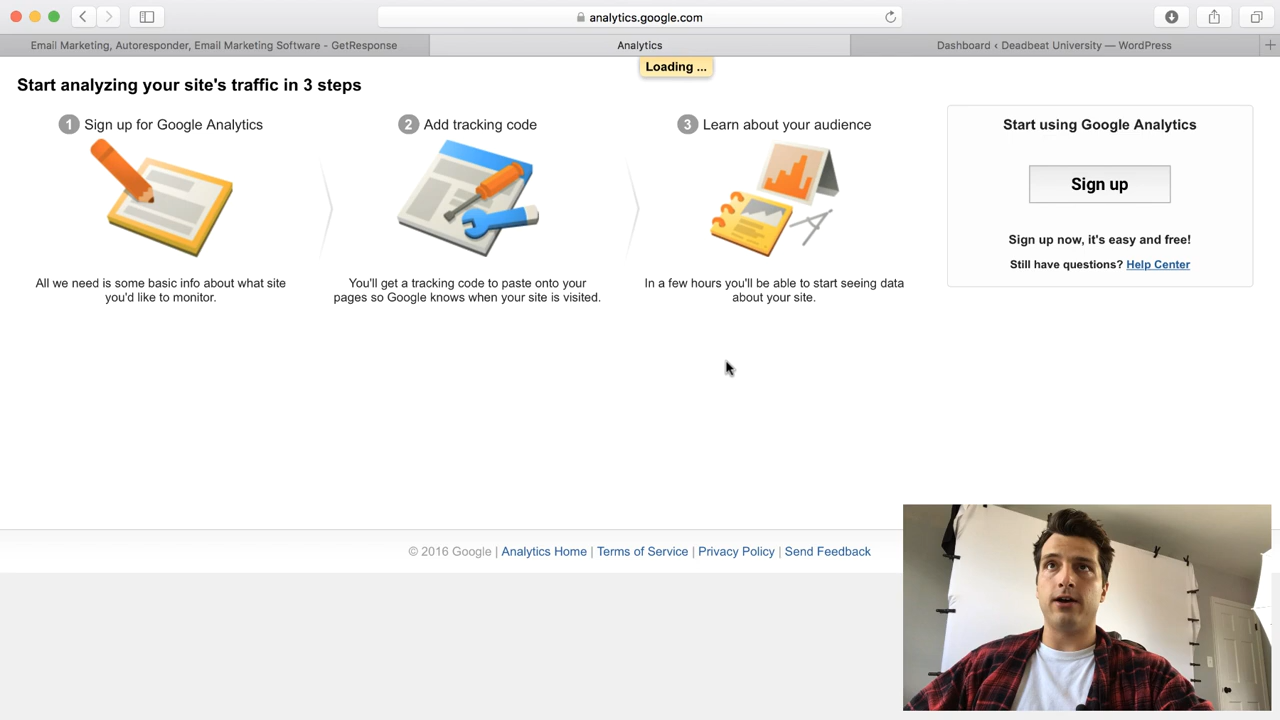 analytics.google.com
Email Marketing, Autoresponder, Email Marketing Software - GetResponse
Analytics
Dashboard ‹ Deadbeat University — WordPress
Loading ...
Start analyzing your site's traffic in 3 steps
1 Sign up for Google Analytics
All we need is some basic info about what site
you'd like to monitor.
2 Add tracking code
You'll get a tracking code to paste onto your
pages so Google knows when your site is visited.
3 Learn about your audience
In a few hours you'll be able to start seeing data
about your site.
Start using Google Analytics
Sign up
Sign up now, it's easy and free!
Still have questions? Help Center
© 2016 Google | Analytics Home | Terms of Service | Privacy Policy | Send Feedback